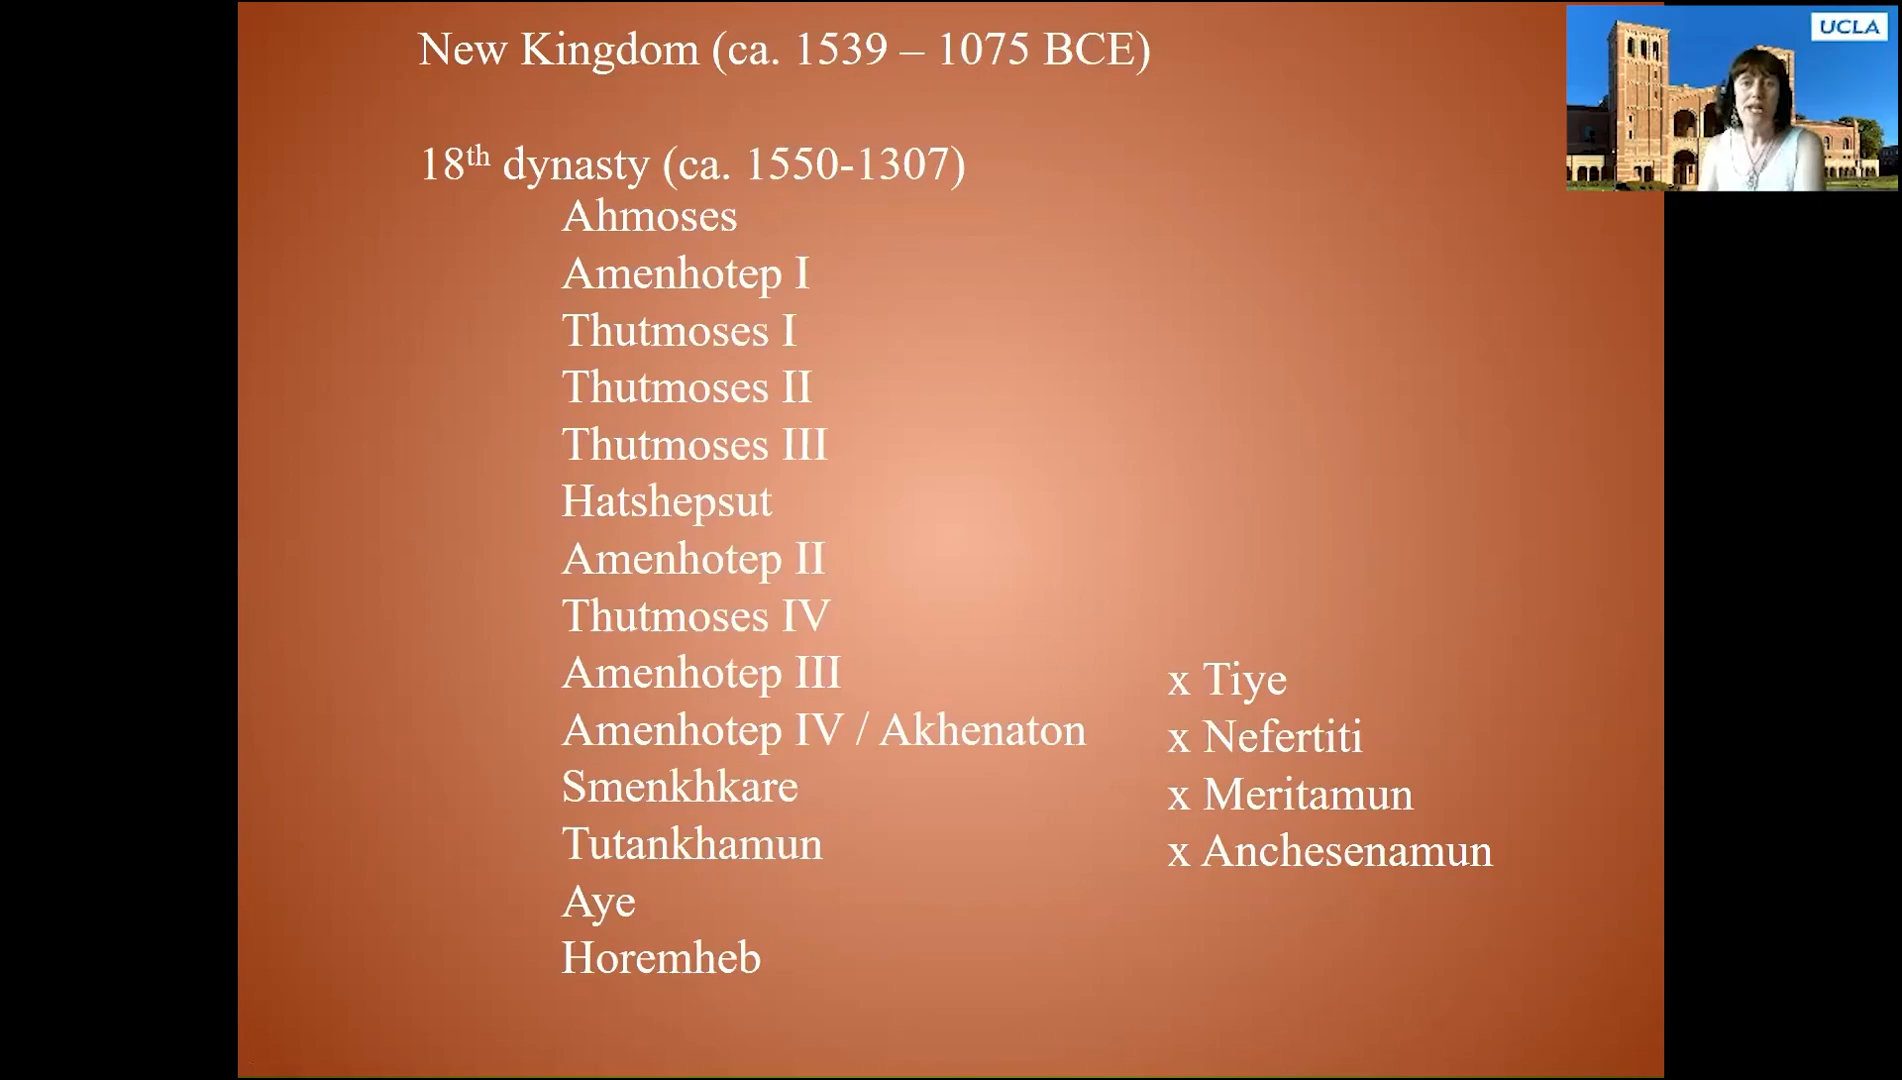 New Kingdom (ca. 1539 – 1075 BCE)
18th dynasty (ca. 1550-1307)
Ahmoses
Amenhotep I
Thutmoses I
Thutmoses II
Thutmoses III
Hatshepsut
Amenhotep II
Thutmoses IV
Amenhotep III x Tiye
Amenhotep IV / Akhenaton x Nefertiti
Smenkhkare x Meritamun
Tutankhamun x Anchesenamun
Aye
Horemheb
UCLA